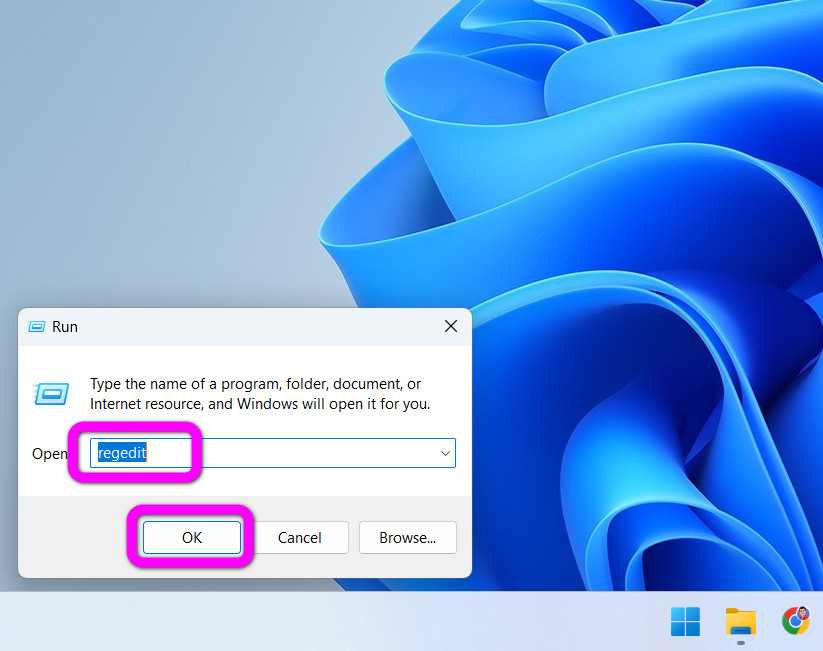 Run
Type the name of a program, folder, document, or
Internet resource, and Windows will open it for you.
Open
regedit
OK
Cancel
Browse...